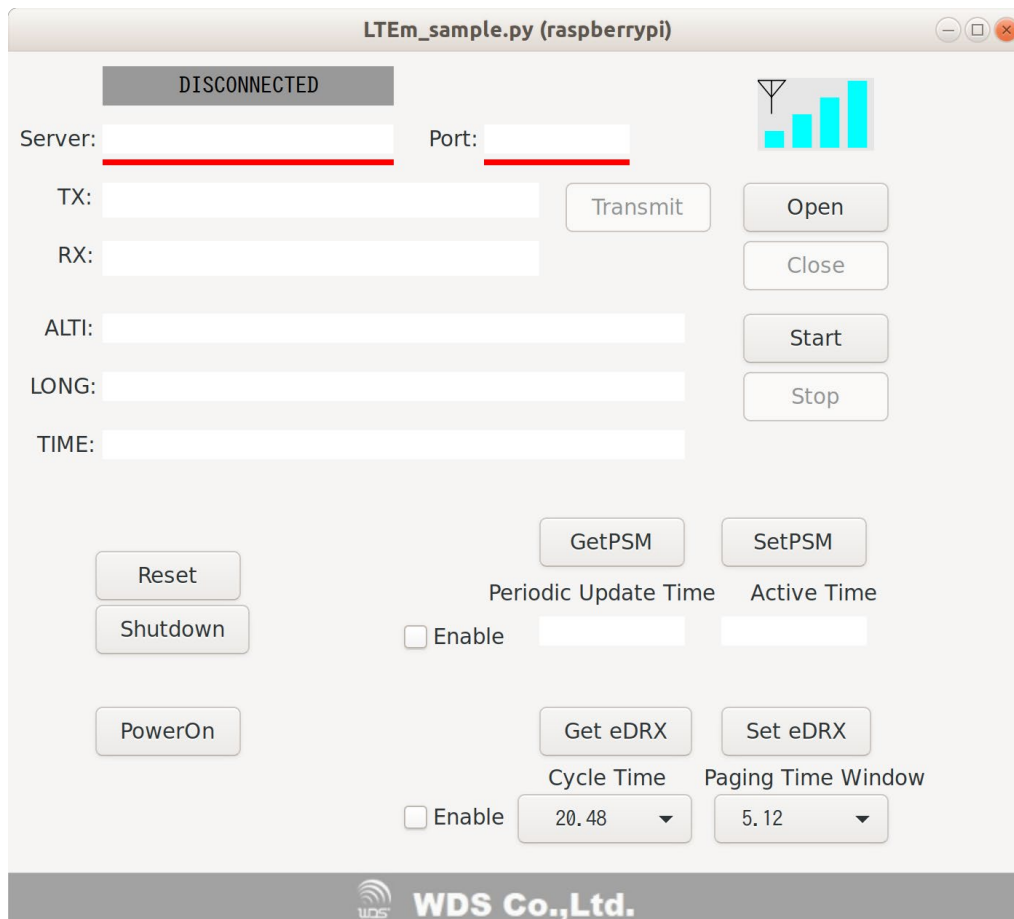 LTEm_sample.py (raspberrypi)
DISCONNECTED
Server:
Port:
TX:
Transmit
Open
RX:
Close
ALTI:
Start
LONG:
Stop
TIME:
GetPSM
SetPSM
Reset
Periodic Update Time
Active Time
Shutdown
Enable
PowerOn
Get eDRX
Set eDRX
Cycle Time
Paging Time Window
Enable
20.48
5.12
WDS
WDS Co.,Ltd.